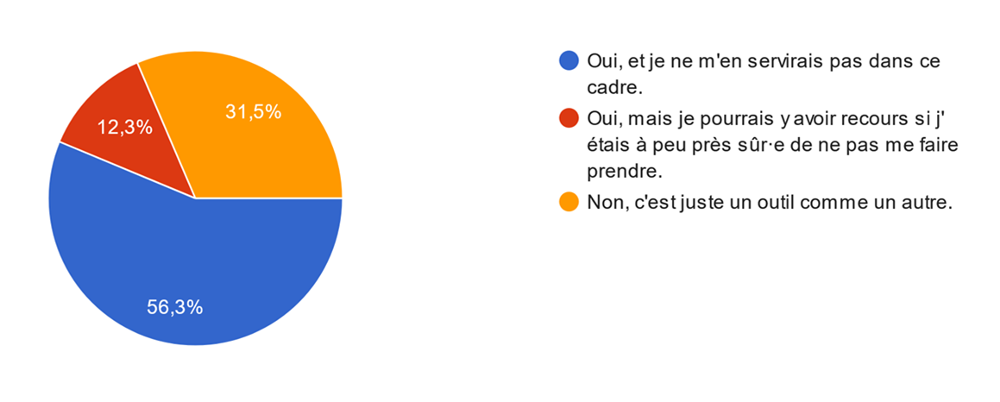 31,5%
12,3%
56,3%
Oui, et je ne m'en servirais pas dans ce
cadre.
Oui, mais je pourrais y avoir recours si j'
étais à peu près sûr·e de ne pas me faire
prendre.
Non, c'est juste un outil comme un autre.